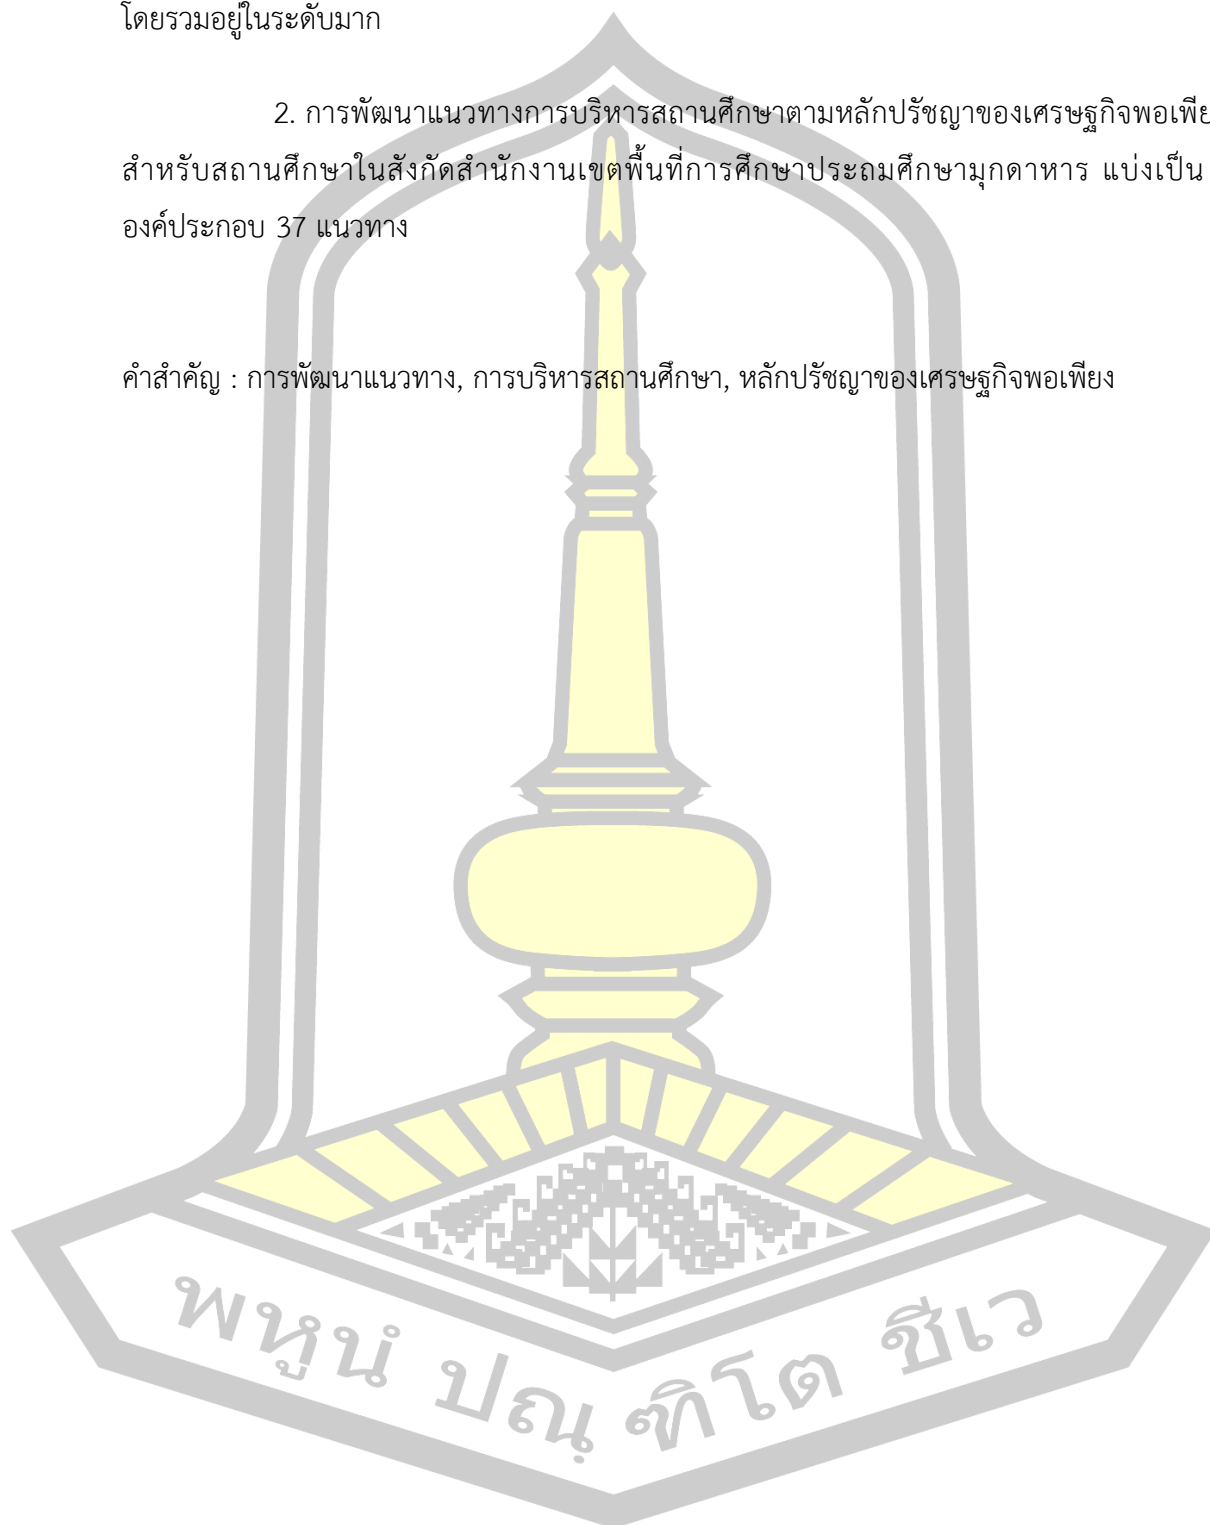 โดยรวมอยู่ในระดับมาก
2. การพัฒนาแนวทางการบริหารสถานศึกษาตามหลักปรัชญาของเศรษฐกิจพอเพีย
สำหรับสถานศึกษาในสังกัดสำนักงานเขตพื้นที่การศึกษาประถมศึกษามุกดาหาร แบ่งเป็น
องค์ประกอบ 37 แนวทาง
คำสำคัญ : การพัฒนาแนวทาง, การบริหารสถานศึกษา, หลักปรัชญาของเศรษฐกิจพอเพียง
พหูนํ ปณฺฑิโต ชีเว